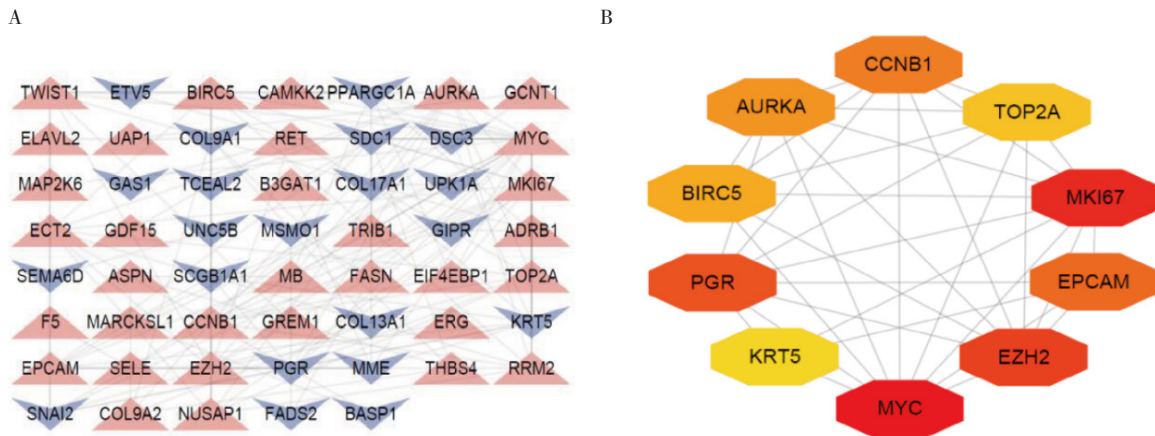 A
TWIST1 ETV5 BIRC5 CAMKK2 PPARGC1A AURKA GCNT1
ELAVL2 UAP1 COL9A1 RET SDC1 DSC3 MYC
MAP2K6 GAS1 TCEAL2 B3GAT1 COL17A1 UPK1A MKI67
ECT2 GDF15 UNC5B MSMO1 TRIB1 GIPR ADRB1
SEMA6D ASPN SCGB1A1 MB FASN EIF4EBP1 TOP2A
F5 MARCKSL1 CCNB1 GREM1 COL13A1 ERG KRT5
EPCAM SELE EZH2 PGR MME THBS4 RRM2
SNAI2 COL9A2 NUSAP1 FADS2 BASP1
B
CCNB1
AURKA
TOP2A
BIRC5
MKI67
PGR
EPCAM
KRT5
EZH2
MYC